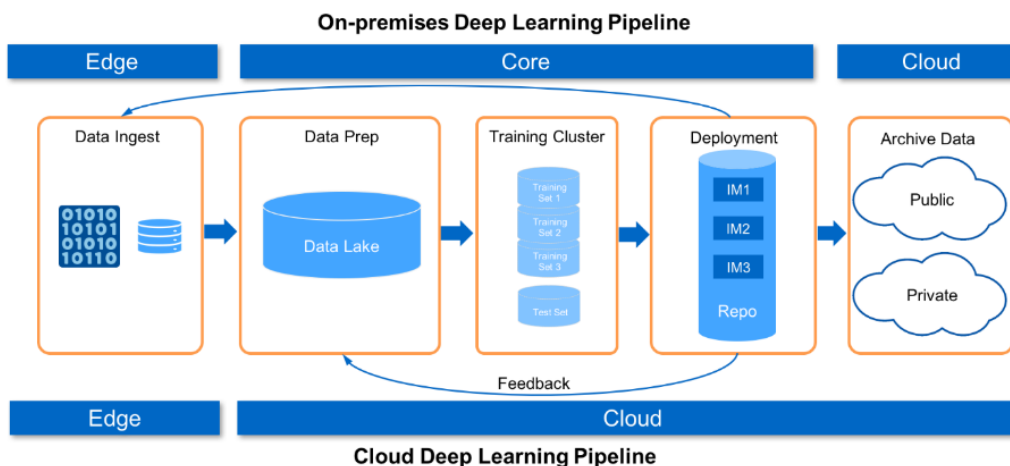 On-premises Deep Learning Pipeline
Edge
Core
Cloud
Data Ingest
Data Prep
Training Cluster
Deployment
Archive Data
01010
10101
01010
10110
Data Lake
Training
Set 1
Training
Set 2
Training
Set 3
Test Set
IM1
IM2
IM3
Repo
Public
Private
Feedback
Edge
Cloud
Cloud Deep Learning Pipeline